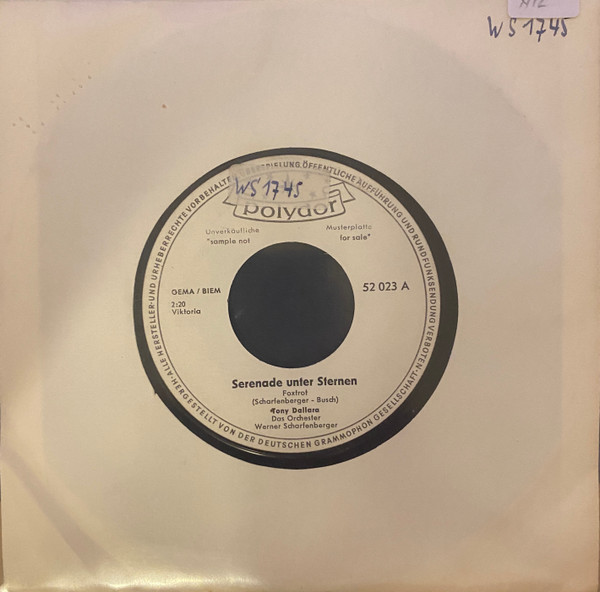 WS 1745
WS 1745
polydor
Unverkäufliche Musterplatte
"sample not for sale"
GEMA / BIEM
52 023 A
2:20
Viktoria
Serenade unter Sternen
Foxtrot
(Scharfenberger - Busch)
Tony Dallara
Das Orchester
Werner Scharfenberger
ALLE HERSTELLER- UND URHEBERRECHTE VORBEHALTEN
ÖFFENTLICHE AUFFÜHRUNG UND RUNDFUNKSENDUNG VERBOTEN
HERGESTELLT VON DER DEUTSCHEN GRAMMOPHON GESELLSCHAFT